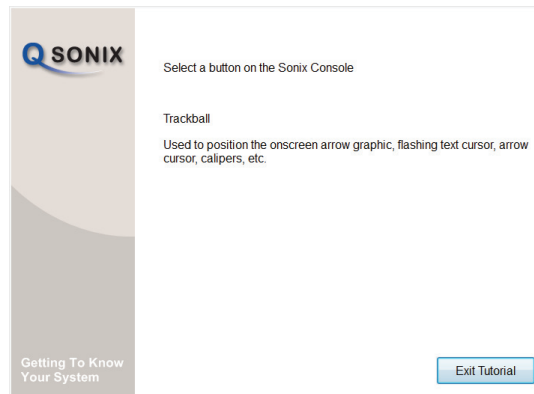 Q SONIX
Select a button on the Sonix Console
Trackball
Used to position the onscreen arrow graphic, flashing text cursor, arrow
cursor, calipers, etc.
Getting To Know
Your System
Exit Tutorial